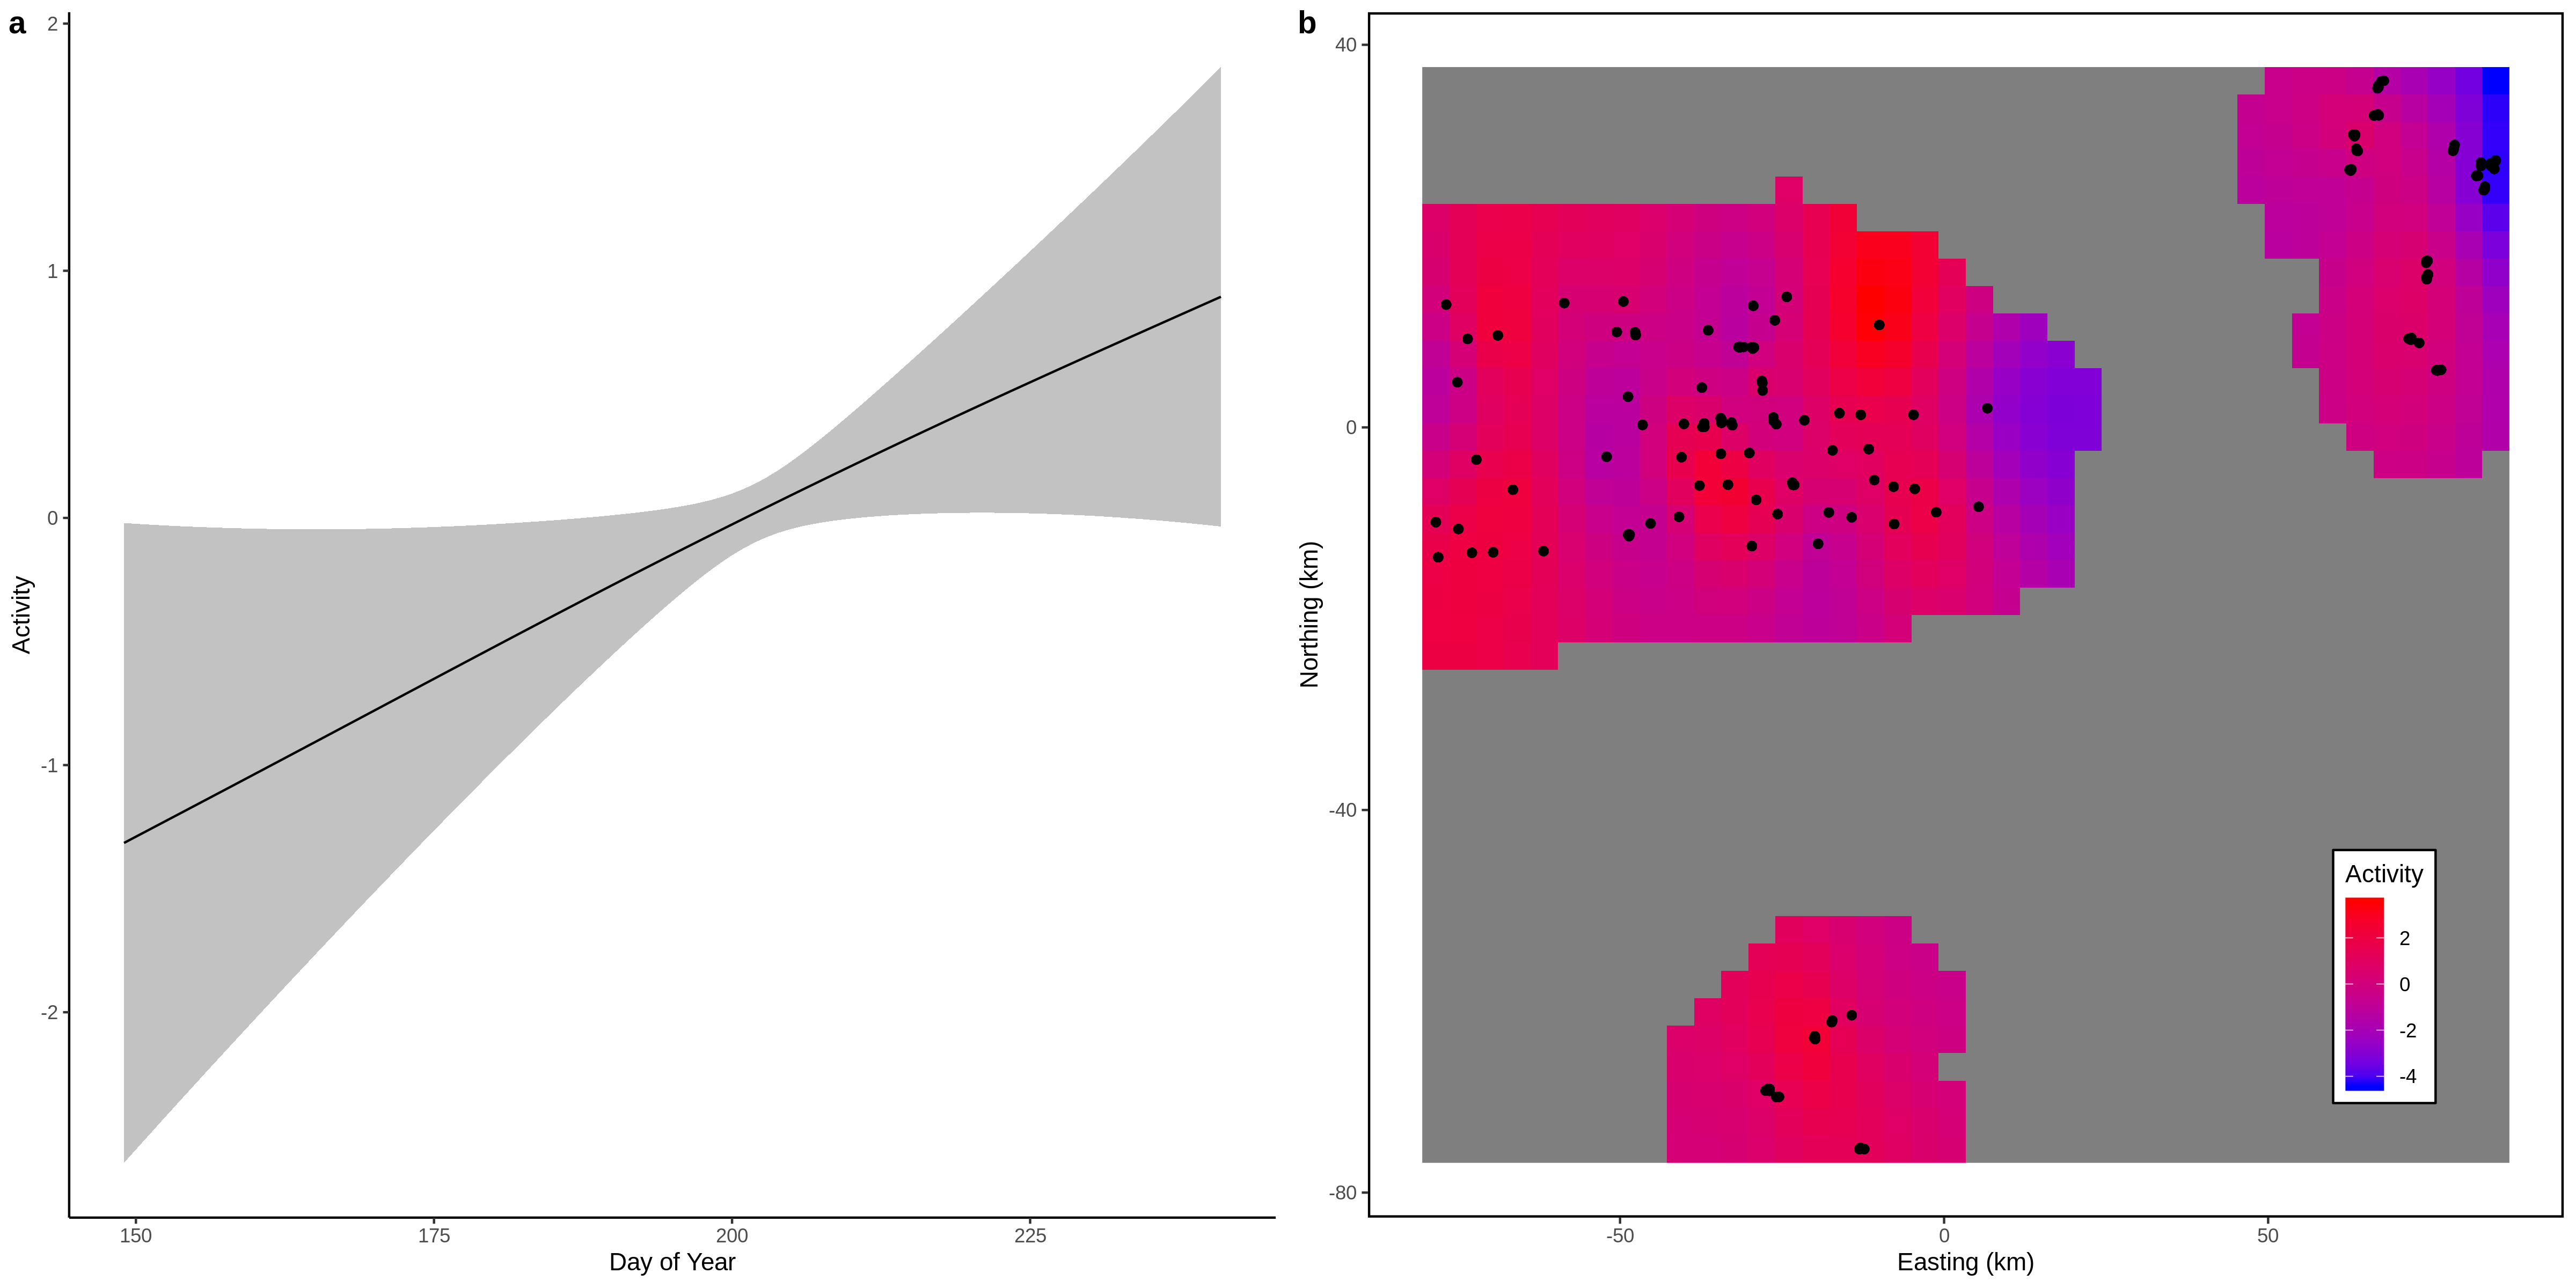 a
2
1
0
-1
-2
Activity
150 175 200 225
Day of Year
b
40
0
-40
-80
Northing (km)
-50 0 50
Easting (km)
Activity
2
0
-2
-4